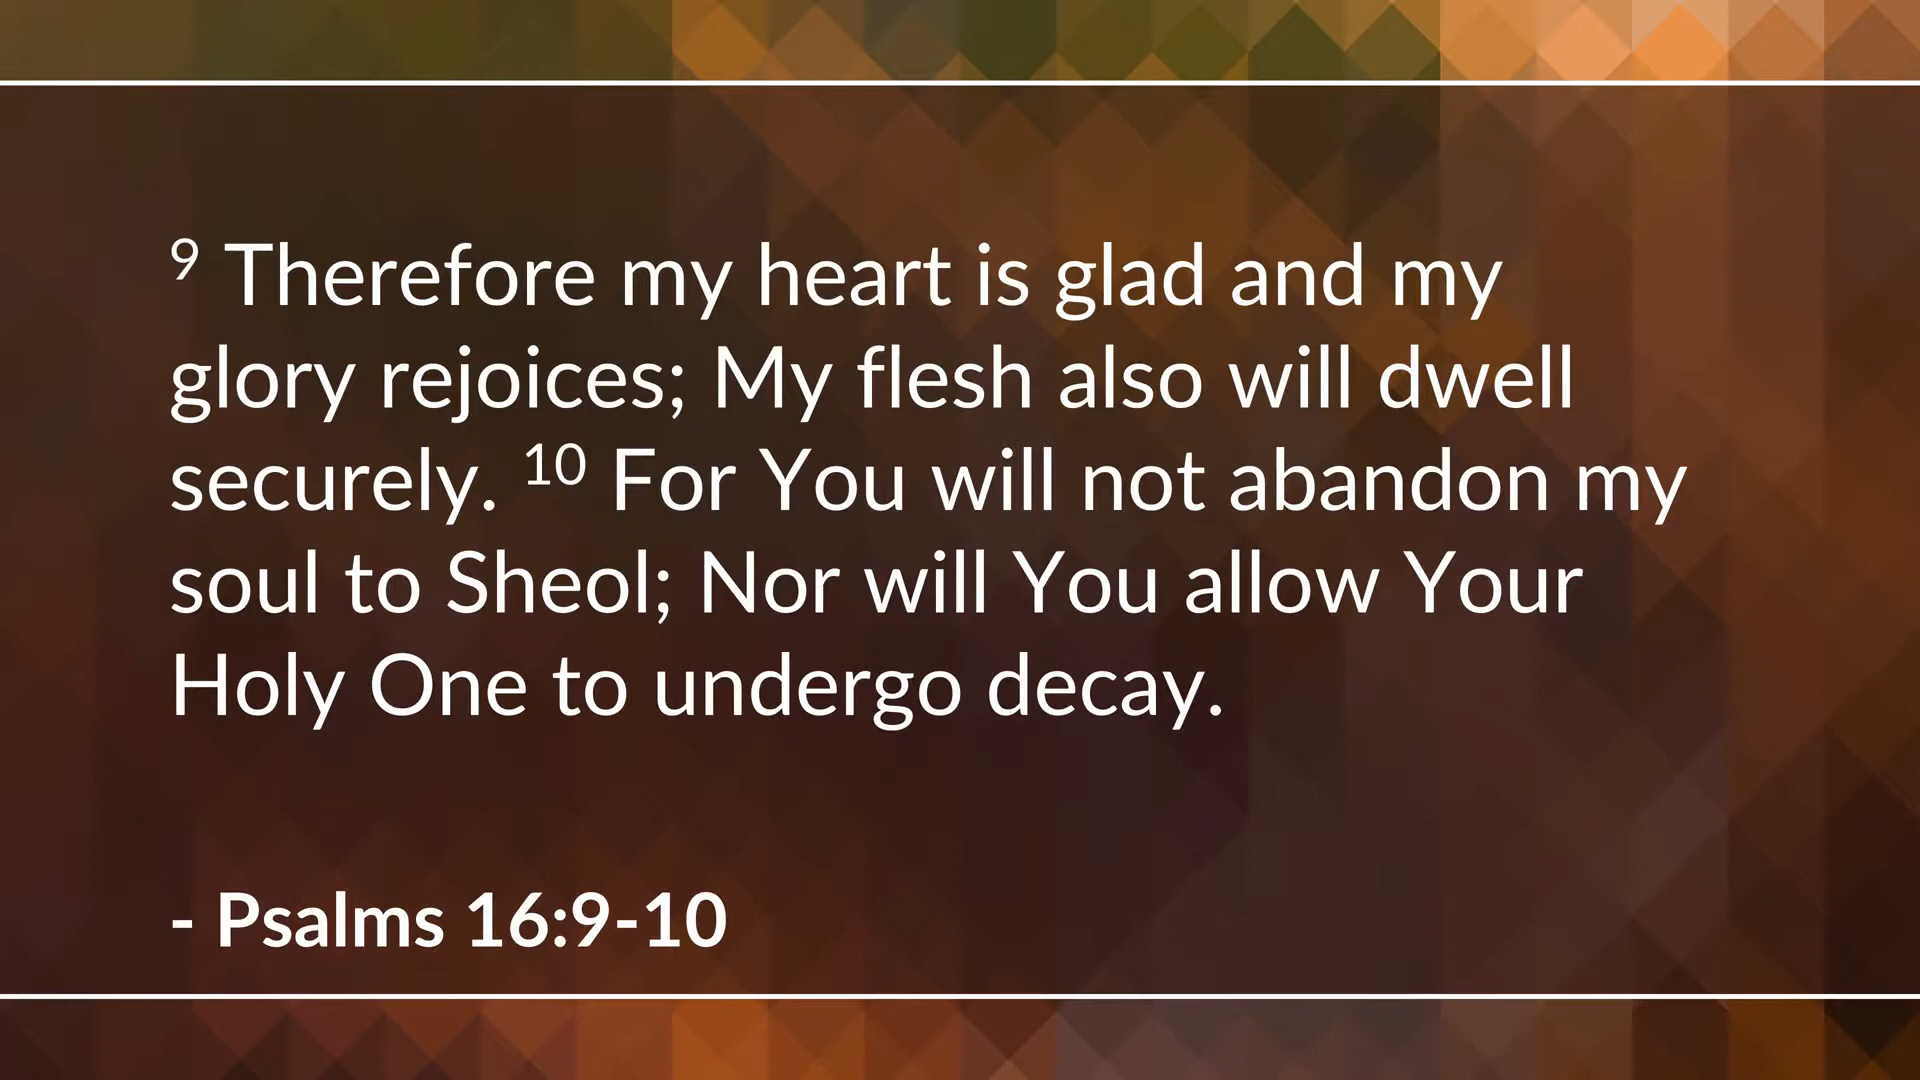 9 Therefore my heart is glad and my
glory rejoices; My flesh also will dwell
securely. 10 For You will not abandon my
soul to Sheol; Nor will You allow Your
Holy One to undergo decay.
- Psalms 16:9-10